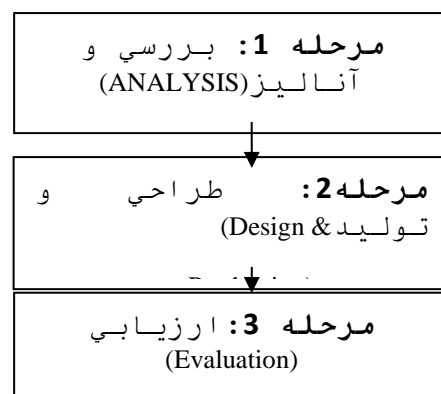 مرحله 1: بررسي و
آناليز(ANALYSIS)
مرحله2: طراحي و
توليد(Design &
مرحله 3: ارزيابي
(Evaluation)